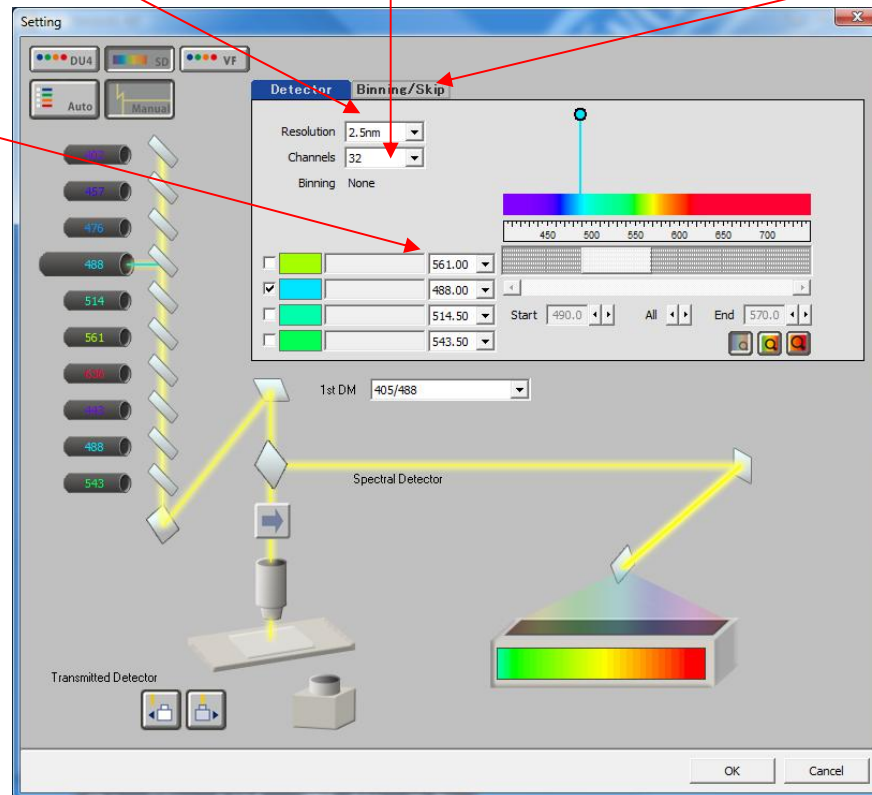 Setting
DU4 SD VF
Auto Manual
Detector Binning/Skip
Resolution 2.5nm
Channels 32
Binning None
457
476
488
514
561
488
543
450 500 550 600 650 700
561.00
488.00
514.50
543.50
Start 490.0 All End 570.0
1st DM 405/488
Spectral Detector
Transmitted Detector
OK Cancel